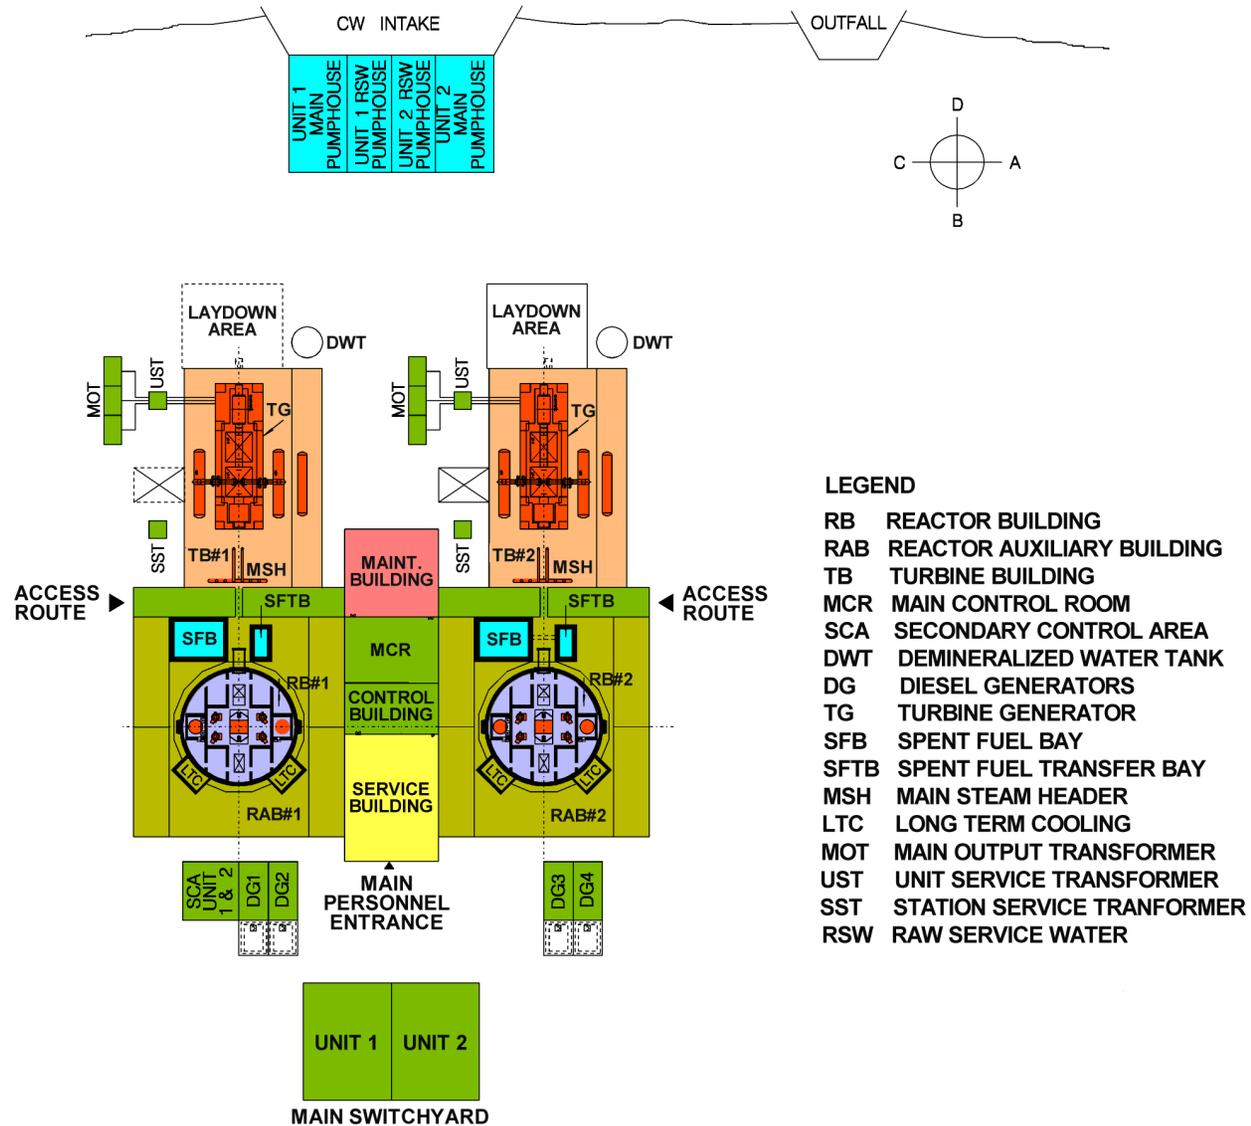 CW INTAKE
OUTFALL
UNIT 1
MAIN
PUMPHOUSE
UNIT 1 RSW
PUMPHOUSE
UNIT 2 RSW
PUMPHOUSE
UNIT 2
MAIN
PUMPHOUSE
D
C
A
B
LAYDOWN
AREA
DWT
LAYDOWN
AREA
DWT
MOT
UST
TG
MOT
UST
TG
SST
TB#1
MSH
MAINT.
BUILDING
SST
TB#2
MSH
ACCESS
ROUTE
SFTB
SFTB
ACCESS
ROUTE
SFB
MCR
SFB
RB#1
RB#2
CONTROL
BUILDING
LTC
LTC
LTC
LTC
SERVICE
BUILDING
RAB#1
RAB#2
SCA
UNIT
1 & 2
DG1
DG2
MAIN
PERSONNEL
ENTRANCE
DG3
DG4
UNIT 1
UNIT 2
MAIN SWITCHYARD
LEGEND
RB REACTOR BUILDING
RAB REACTOR AUXILIARY BUILDING
TB TURBINE BUILDING
MCR MAIN CONTROL ROOM
SCA SECONDARY CONTROL AREA
DWT DEMINERALIZED WATER TANK
DG DIESEL GENERATORS
TG TURBINE GENERATOR
SFB SPENT FUEL BAY
SFTB SPENT FUEL TRANSFER BAY
MSH MAIN STEAM HEADER
LTC LONG TERM COOLING
MOT MAIN OUTPUT TRANSFORMER
UST UNIT SERVICE TRANSFORMER
SST STATION SERVICE TRANFORMER
RSW RAW SERVICE WATER